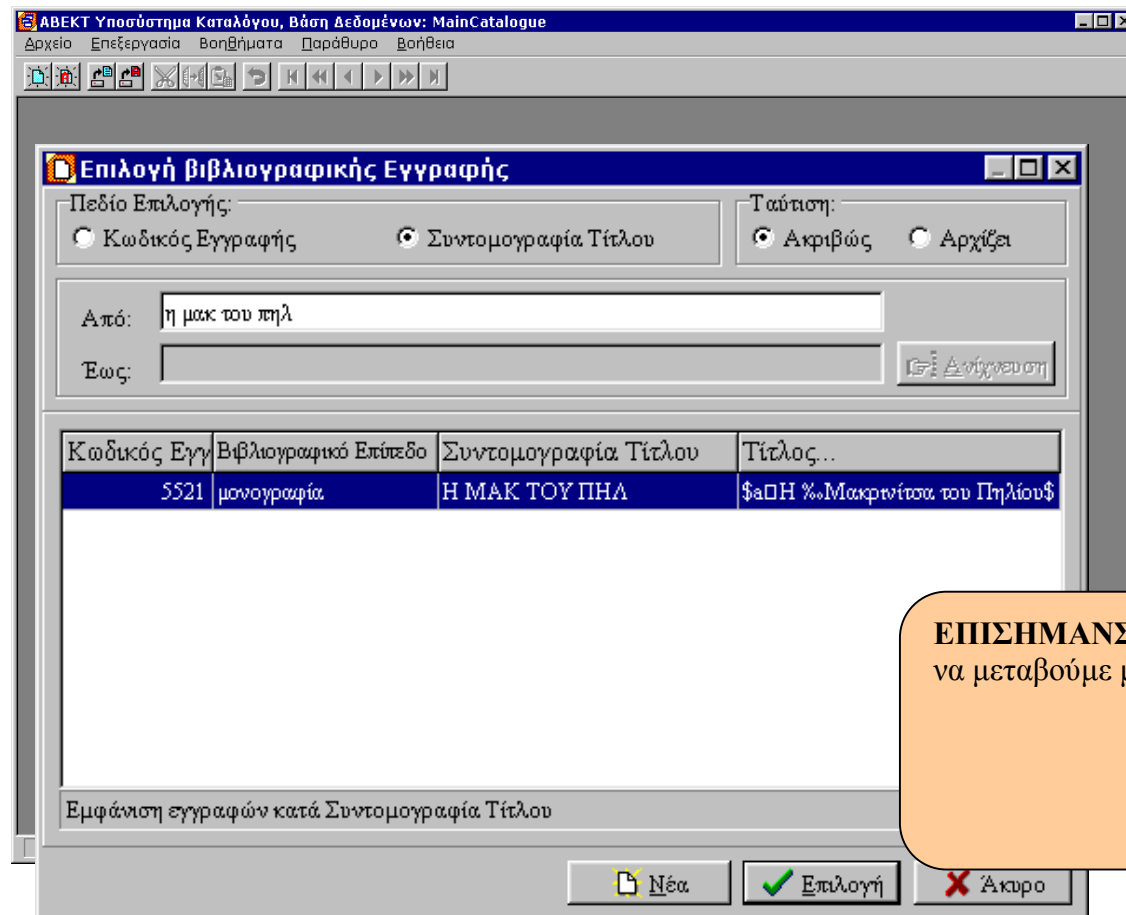 ΑΒΕΚΤ Υποσύστημα Καταλόγου, Βάση Δεδομένων: MainCatalogue
Αρχείο Επεξεργασία Βοηθήματα Παράθυρο Βοήθεια
Επιλογή βιβλιογραφικής Εγγραφής
Πεδίο Επιλογής: Ταύτιση:
Κωδικός Εγγραφής Συντομογραφία Τίτλου Ακριβώς Αρχίζει
Από: η μακ του πηλ
Έως: Ανίχνευση
Κωδικός Εγγ Βιβλιογραφικό Επίπεδο Συντομογραφία Τίτλου Τίτλος...
5521 μονογραφία Η ΜΑΚ ΤΟΥ ΠΗΛ $a□Η ‰Μακρινίτσα του Πηλίου$
ΕΠΙΣΗΜΑΝΣ
να μεταβούμε μ
Εμφάνιση εγγραφών κατά Συντομογραφία Τίτλου
Νέα Επιλογή Άκυρο